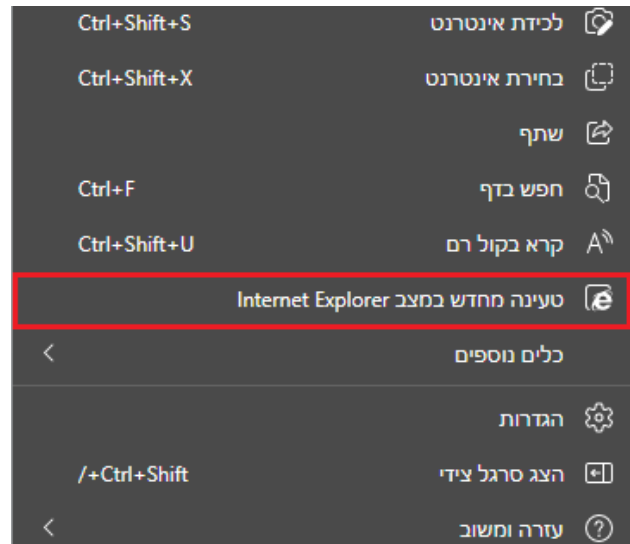 לכידת אינטרנט Ctrl+Shift+S
בחירת אינטרנט Ctrl+Shift+X
שתף
חפש בדף Ctrl+F
קרא בקול רם Ctrl+Shift+U
טעינה מחדש במצב Internet Explorer
כלים נוספים
הגדרות
הצג סרגל צידי /+Ctrl+Shift
עזרה ומשוב